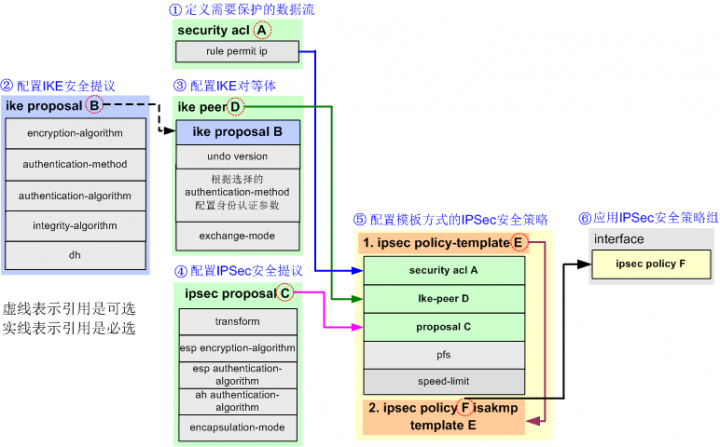 ① 定义需要保护的数据流
security acl A
rule permit ip
② 配置IKE安全提议
ike proposal B
encryption-algorithm
authentication-method
authentication-algorithm
integrity-algorithm
dh
③ 配置IKE对等体
ike peer D
ike proposal B
undo version
根据选择的
authentication-method
配置身份认证参数
exchange-mode
④ 配置IPSec安全提议
ipsec proposal C
transform
esp encryption-algorithm
esp authentication-
algorithm
ah authentication-
algorithm
encapsulation-mode
虚线表示引用是可选
实线表示引用是必选
⑤ 配置模板方式的IPSec安全策略
1. ipsec policy-template E
security acl A
Ike-peer D
proposal C
pfs
speed-limit
2. ipsec policy F isakmp
template E
⑥ 应用IPSec安全策略组
interface
ipsec policy F